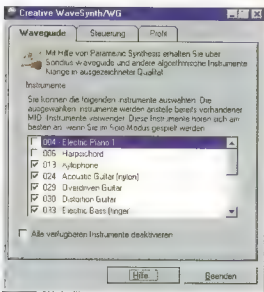 Creative WaveSynth/WG
Waveguide Steuerung Profil
Mit Hilfe von Parametric Synthesis erhalten Sie über
Sondius waveguide und andere algorithmische Instrumente
Klänge in ausgezeichneter Qualität.
Instrumente
Sie können die folgenden Instrumente auswählen. Die
ausgewählten Instrumente werden anstelle bereits vorhandener
MIDI Instrumente verwendet. Diese Instrumente hören sich am
besten an, wenn Sie im Solo Modus gespielt werden.
004 Electric Piano 1
006 Harpsichord
013 Xylophone
024 Acoustic Guitar (nylon)
029 Overdriven Guitar
030 Distortion Guitar
033 Electric Bass (finger
Alle verfügbaren Instrumente deaktivieren
Hilfe Beenden